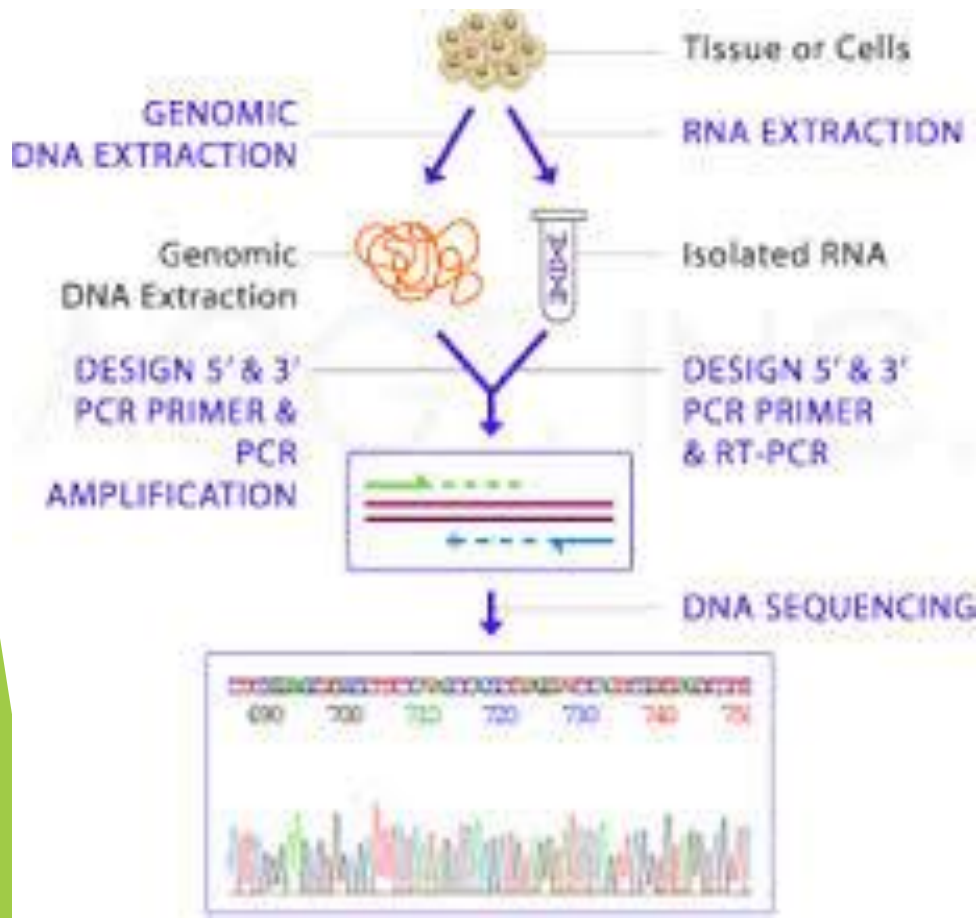 Tissue or Cells
GENOMIC
DNA EXTRACTION
RNA EXTRACTION
Genomic
DNA Extraction
Isolated RNA
DESIGN 5' & 3'
PCR PRIMER &
PCR
AMPLIFICATION
DESIGN 5' & 3'
PCR PRIMER
& RT-PCR
DNA SEQUENCING
690 700 710 720 730 740